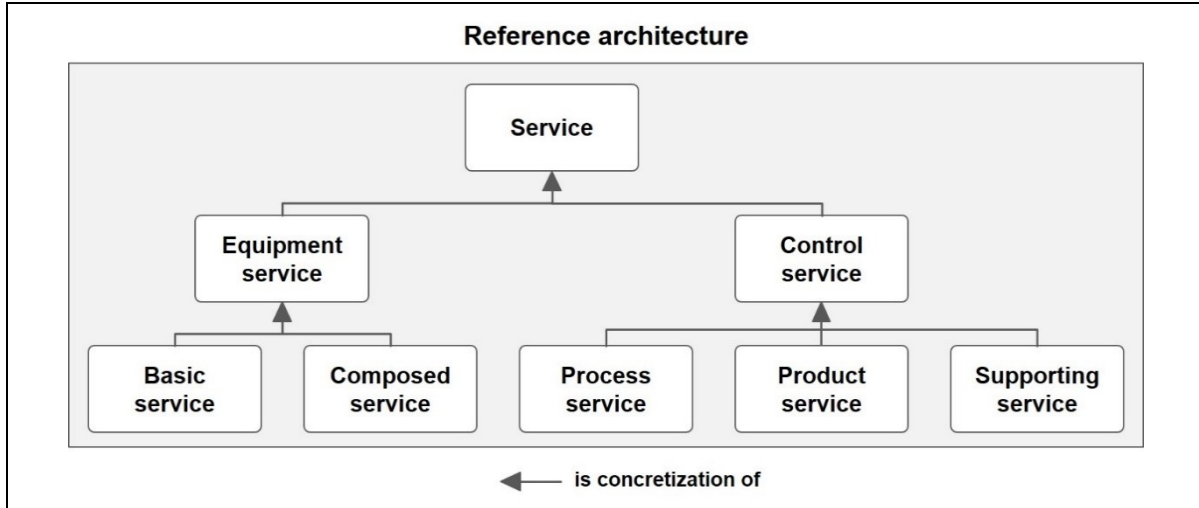 Reference architecture
Service
Equipment
service
Control
service
Basic
service
Composed
service
Process
service
Product
service
Supporting
service
is concretization of